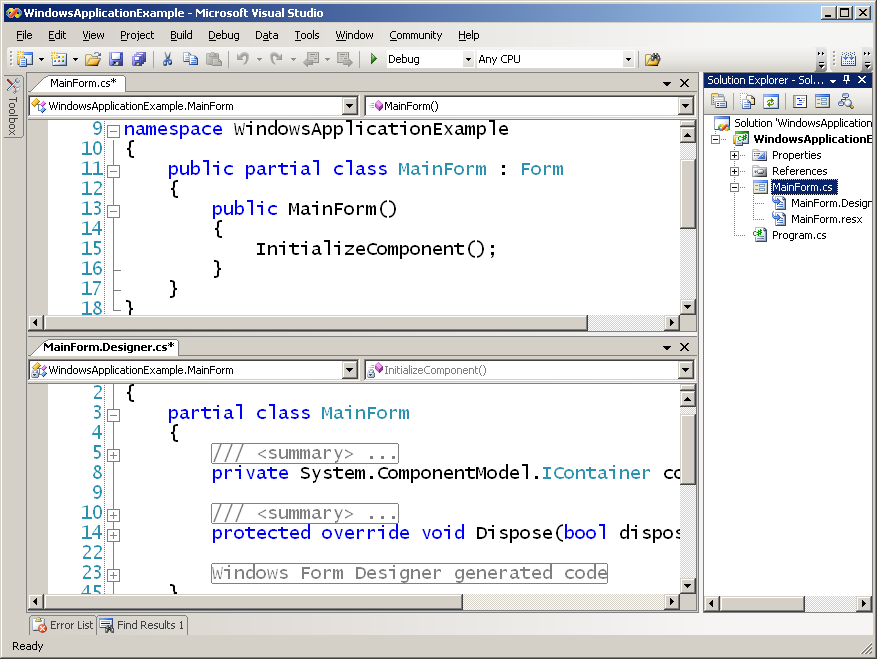 WindowsApplicationExample - Microsoft Visual Studio
File Edit View Project Build Debug Data Tools Window Community Help
Debug Any CPU
Toolbox
MainForm.cs*
WindowsApplicationExample.MainForm MainForm()
9 namespace WindowsApplicationExample
10 {
11 public partial class MainForm : Form
12 {
13 public MainForm()
14 {
15 InitializeComponent();
16 }
17 }
18 }
MainForm.Designer.cs*
WindowsApplicationExample.MainForm InitializeComponent()
2 {
3 partial class MainForm
4 {
5 /// <summary> ...
8 private System.ComponentModel.IContainer co
9
10 /// <summary> ...
14 protected override void Dispose(bool dispos
22
23 Windows Form Designer generated code
45 }
Solution Explorer - Sol...
Solution 'WindowsApplication
WindowsApplicationE
Properties
References
MainForm.cs
MainForm.Design
MainForm.resx
Program.cs
Error List Find Results 1
Ready